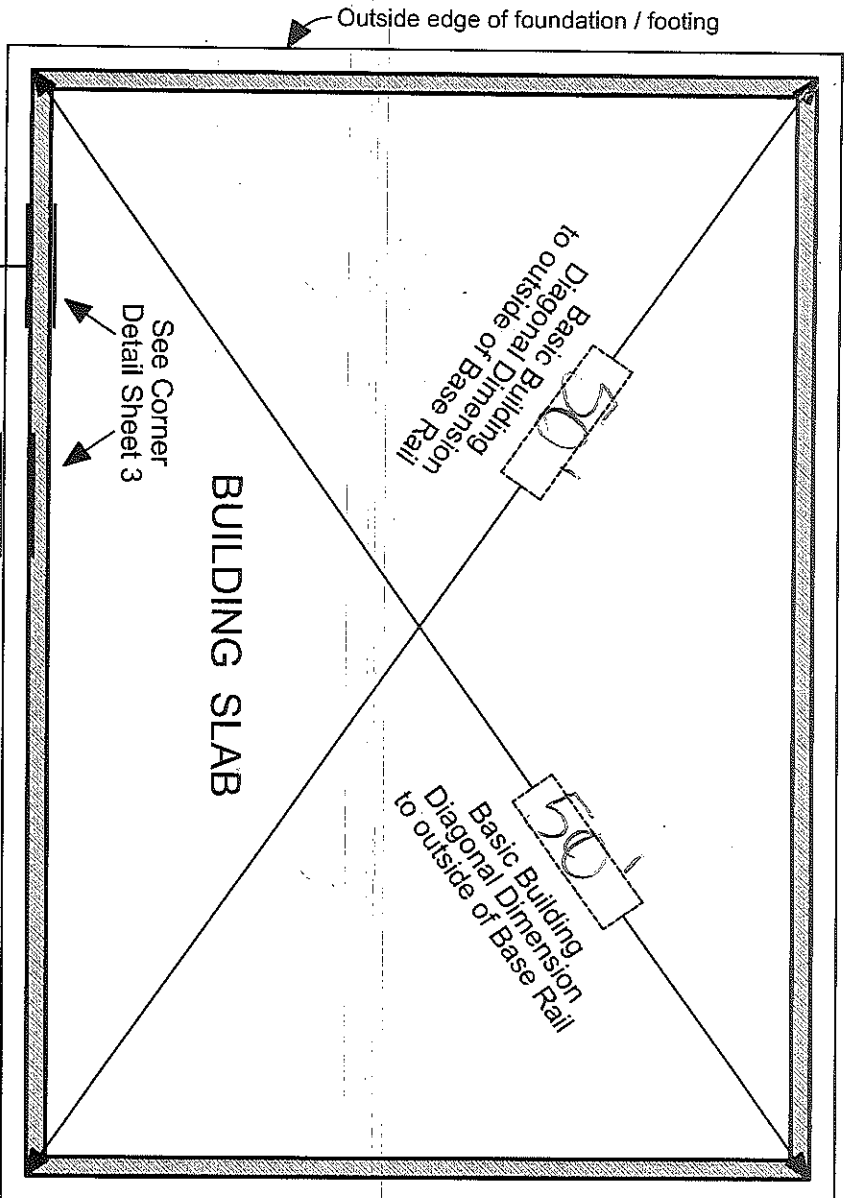 Outside edge of foundation / footing
50'
Basic Building
Diagonal Dimension
to outside of Base Rail
50'
Basic Building
Diagonal Dimension
to outside of Base Rail
See Corner
Detail Sheet 3
BUILDING SLAB